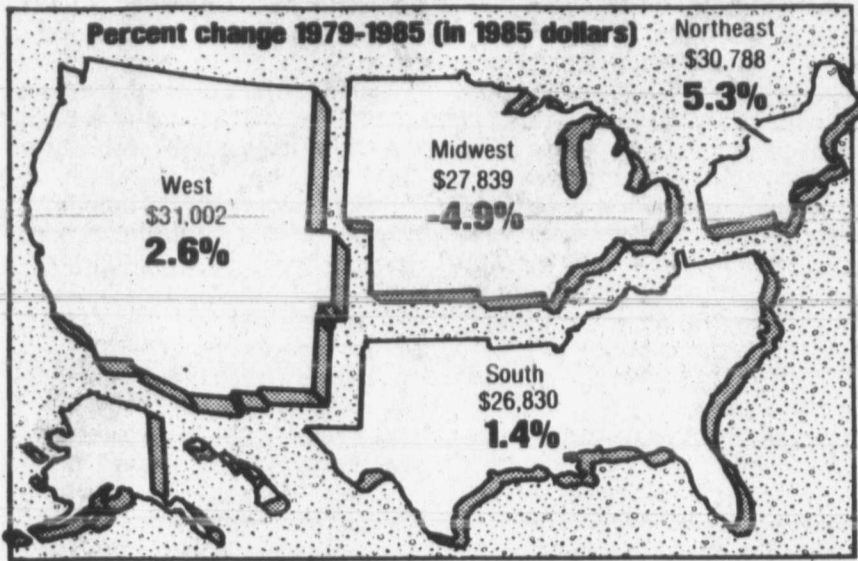 Percent change 1979-1985 (in 1985 dollars)
Northeast
$30,788
5.3%
Midwest
$27,839
-4.9%
West
$31,002
2.6%
South
$26,830
1.4%